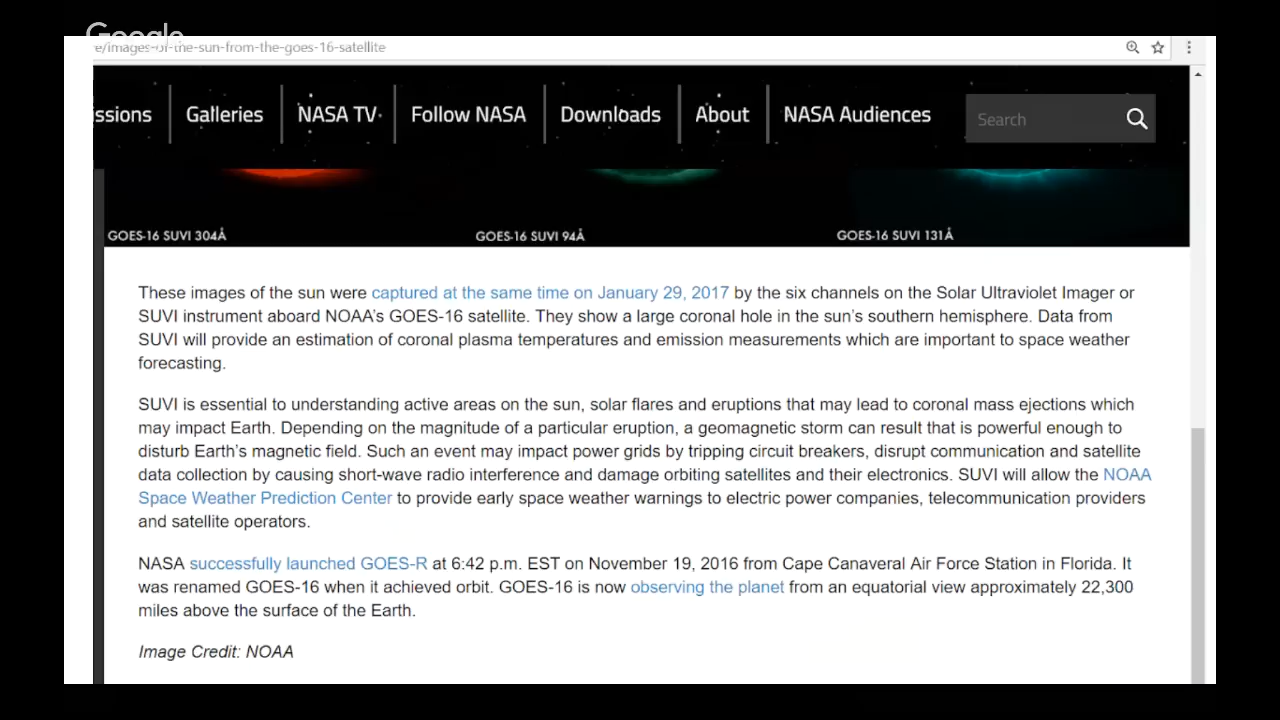 Google
e/images-of-the-sun-from-the-goes-16-satellite
ssions Galleries NASA TV Follow NASA Downloads About NASA Audiences Search
GOES-16 SUVI 304Å GOES-16 SUVI 94Å GOES-16 SUVI 131Å
These images of the sun were captured at the same time on January 29, 2017 by the six channels on the Solar Ultraviolet Imager or
SUVI instrument aboard NOAA's GOES-16 satellite. They show a large coronal hole in the sun's southern hemisphere. Data from
SUVI will provide an estimation of coronal plasma temperatures and emission measurements which are important to space weather
forecasting.
SUVI is essential to understanding active areas on the sun, solar flares and eruptions that may lead to coronal mass ejections which
may impact Earth. Depending on the magnitude of a particular eruption, a geomagnetic storm can result that is powerful enough to
disturb Earth's magnetic field. Such an event may impact power grids by tripping circuit breakers, disrupt communication and satellite
data collection by causing short-wave radio interference and damage orbiting satellites and their electronics. SUVI will allow the NOAA
Space Weather Prediction Center to provide early space weather warnings to electric power companies, telecommunication providers
and satellite operators.
NASA successfully launched GOES-R at 6:42 p.m. EST on November 19, 2016 from Cape Canaveral Air Force Station in Florida. It
was renamed GOES-16 when it achieved orbit. GOES-16 is now observing the planet from an equatorial view approximately 22,300
miles above the surface of the Earth.
Image Credit: NOAA